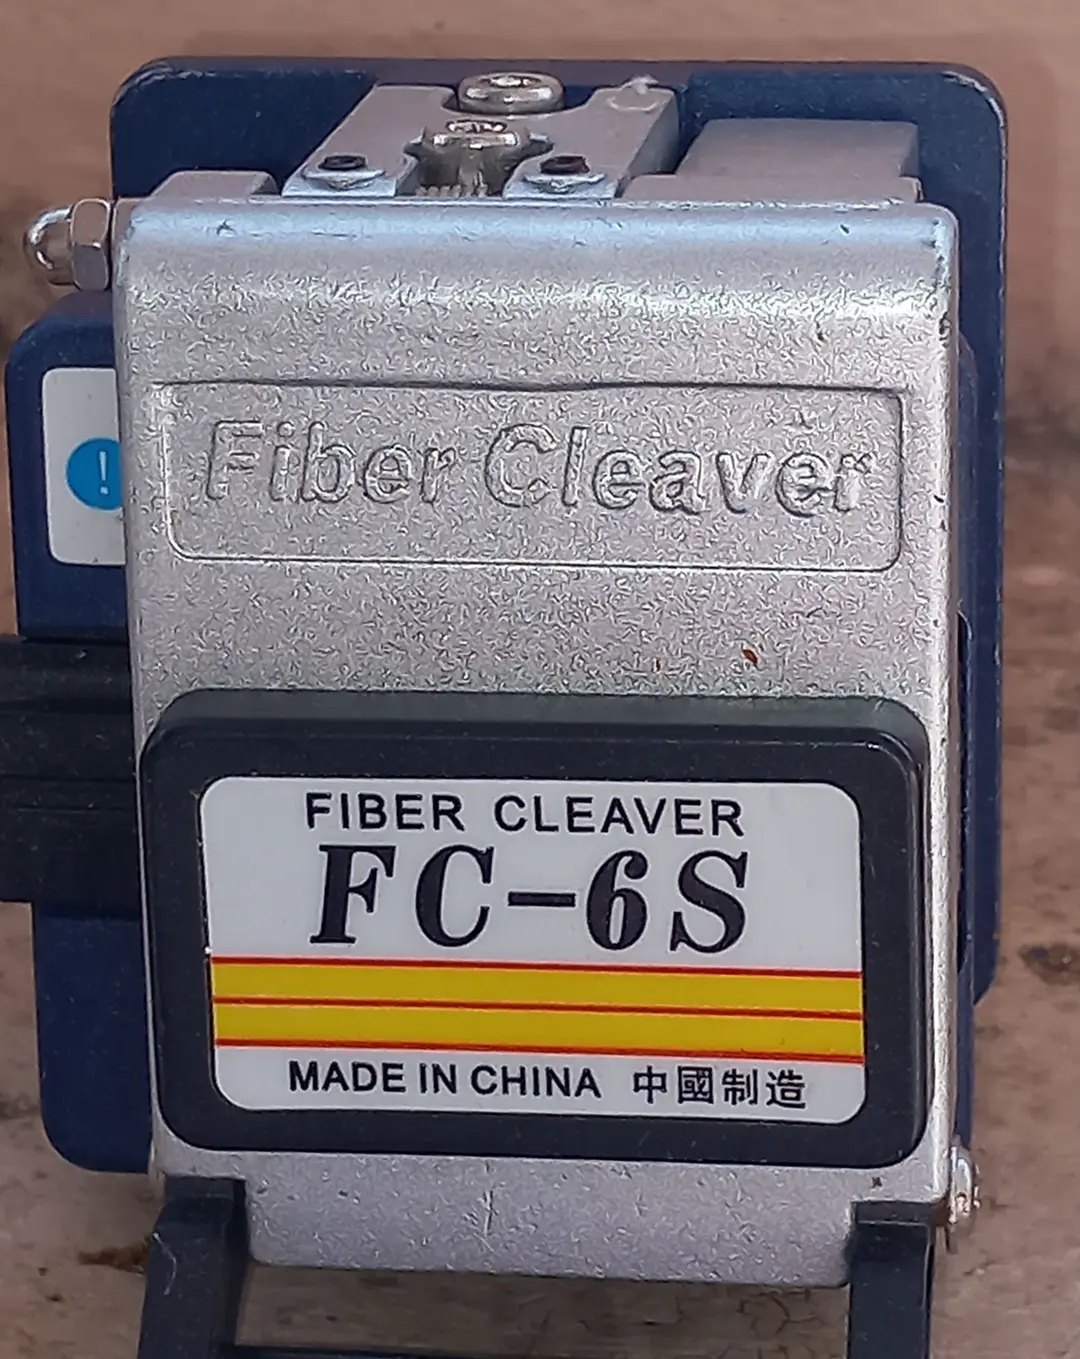 Fiber Cleaver
!
FIBER CLEAVER
FC-6S
MADE IN CHINA 中國制造